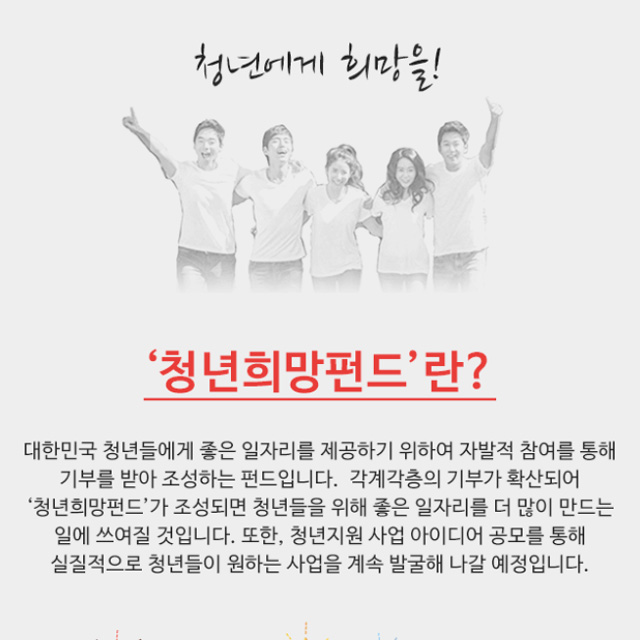 청년에게 희망을!
‘청년희망펀드’란?
대한민국 청년들에게 좋은 일자리를 제공하기 위하여 자발적 참여를 통해
기부를 받아 조성하는 펀드입니다. 각계각층의 기부가 확산되어
‘청년희망펀드’가 조성되면 청년들을 위해 좋은 일자리를 더 많이 만드는
일에 쓰여질 것입니다. 또한, 청년지원 사업 아이디어 공모를 통해
실질적으로 청년들이 원하는 사업을 계속 발굴해 나갈 예정입니다.